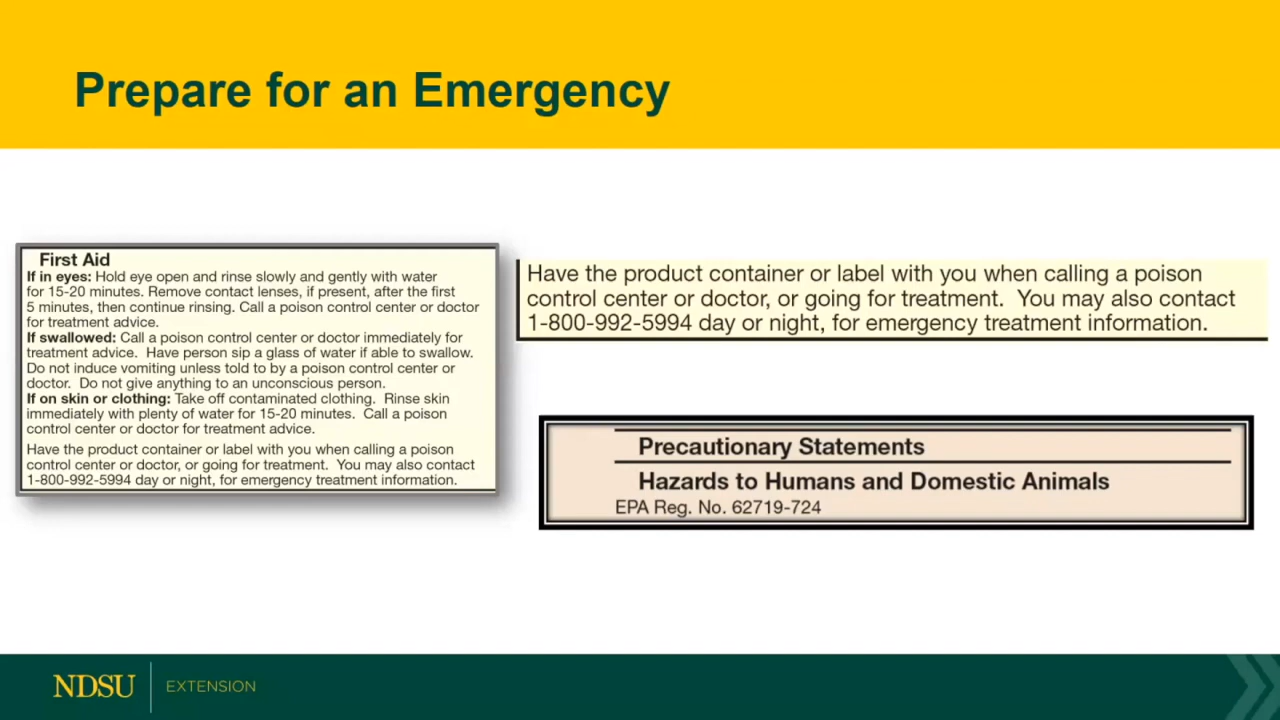 Prepare for an Emergency
First Aid
If in eyes: Hold eye open and rinse slowly and gently with water
for 15-20 minutes. Remove contact lenses, if present, after the first
5 minutes, then continue rinsing. Call a poison control center or doctor
for treatment advice.
If swallowed: Call a poison control center or doctor immediately for
treatment advice. Have person sip a glass of water if able to swallow.
Do not induce vomiting unless told to by a poison control center or
doctor. Do not give anything to an unconscious person.
If on skin or clothing: Take off contaminated clothing. Rinse skin
immediately with plenty of water for 15-20 minutes. Call a poison
control center or doctor for treatment advice.
Have the product container or label with you when calling a poison
control center or doctor, or going for treatment. You may also contact
1-800-992-5994 day or night, for emergency treatment information.
Have the product container or label with you when calling a poison
control center or doctor, or going for treatment. You may also contact
1-800-992-5994 day or night, for emergency treatment information.
Precautionary Statements
Hazards to Humans and Domestic Animals
EPA Reg. No. 62719-724
NDSU EXTENSION